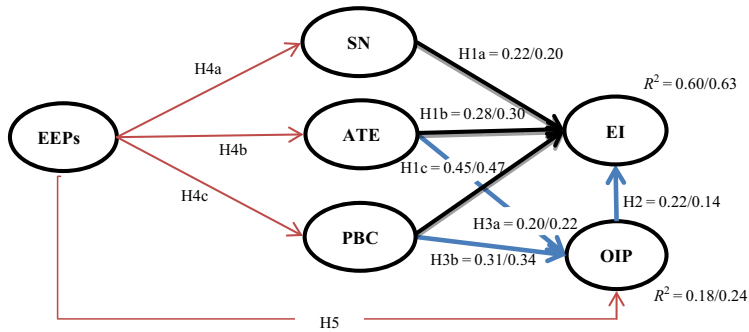 SN
H1a = 0.22/0.20
H4a
R² = 0.60/0.63
H1b = 0.28/0.30
EEPs
ATE
EI
H4b
H1c = 0.45/0.47
H4c
H2 = 0.22/0.14
H3a = 0.20/0.22
PBC
H3b = 0.31/0.34
OIP
R² = 0.18/0.24
H5